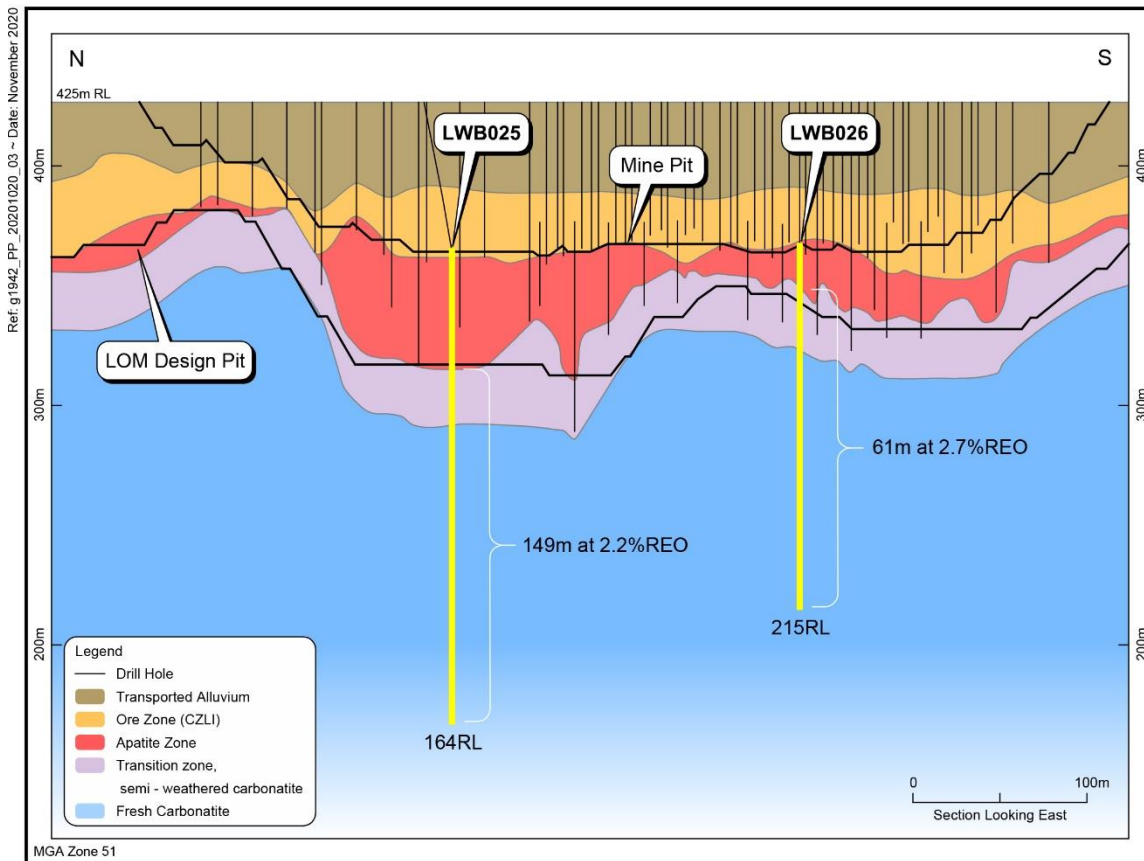 Ref: g1942_PP_20201020_03 ~ Date: November 2020
N
S
425m RL
LWB025
LWB026
Mine Pit
400m
400m
LOM Design Pit
300m
300m
61m at 2.7%REO
149m at 2.2%REO
215RL
200m
200m
164RL
Legend
Drill Hole
Transported Alluvium
Ore Zone (CZLI)
Apatite Zone
Transition zone,
semi - weathered carbonatite
Fresh Carbonatite
0
100m
Section Looking East
MGA Zone 51